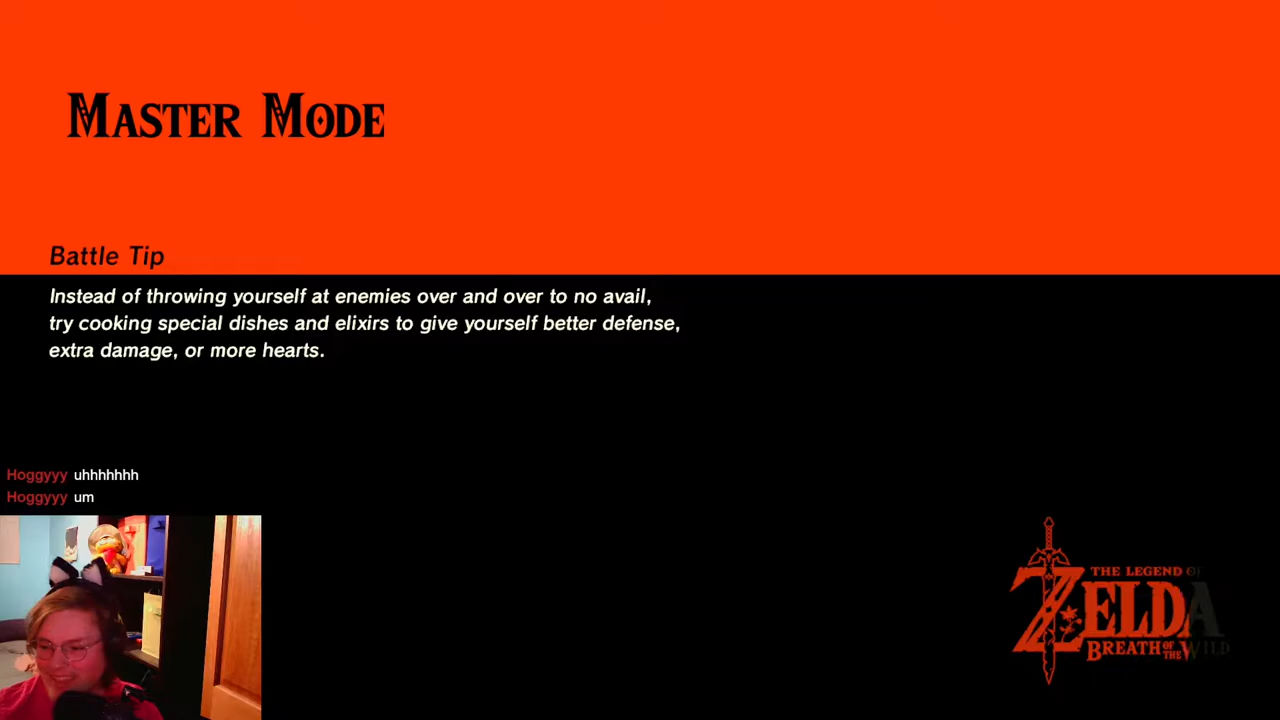 Master Mode
Battle Tip
Instead of throwing yourself at enemies over and over to no avail,
try cooking special dishes and elixirs to give yourself better defense,
extra damage, or more hearts.
Hoggyyy uhhhhhhh
Hoggyyy um
THE LEGEND OF
ZELDA
BREATH OF THE WILD